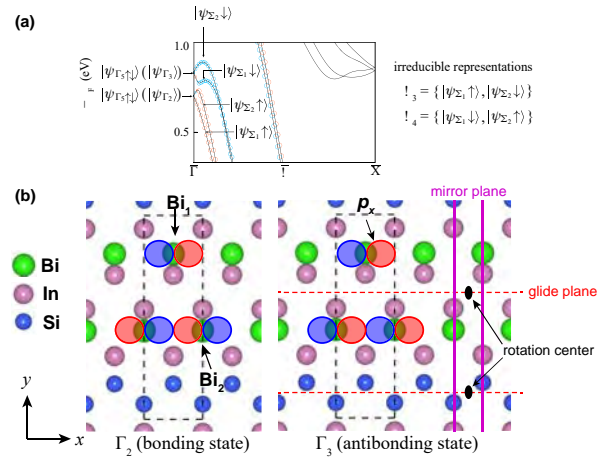 (a)
|ψΣ₂↓⟩
1.0
0.5
E − E_F (eV)
|ψΓ₅↑↓⟩(|ψΓ₃⟩)
|ψΣ₁↓⟩
|ψΓ₅↑↓⟩(|ψΓ₂⟩)
|ψΣ₂↑⟩
|ψΣ₁↑⟩
Γ̅
!̅
X̅
irreducible representations
!₃ = {|ψΣ₁↑⟩, |ψΣ₂↓⟩}
!₄ = {|ψΣ₁↓⟩, |ψΣ₂↑⟩}
(b)
Bi₁
pₓ
mirror plane
Bi
In
Si
glide plane
rotation center
Bi₂
y
x
Γ₂ (bonding state)
Γ₃ (antibonding state)